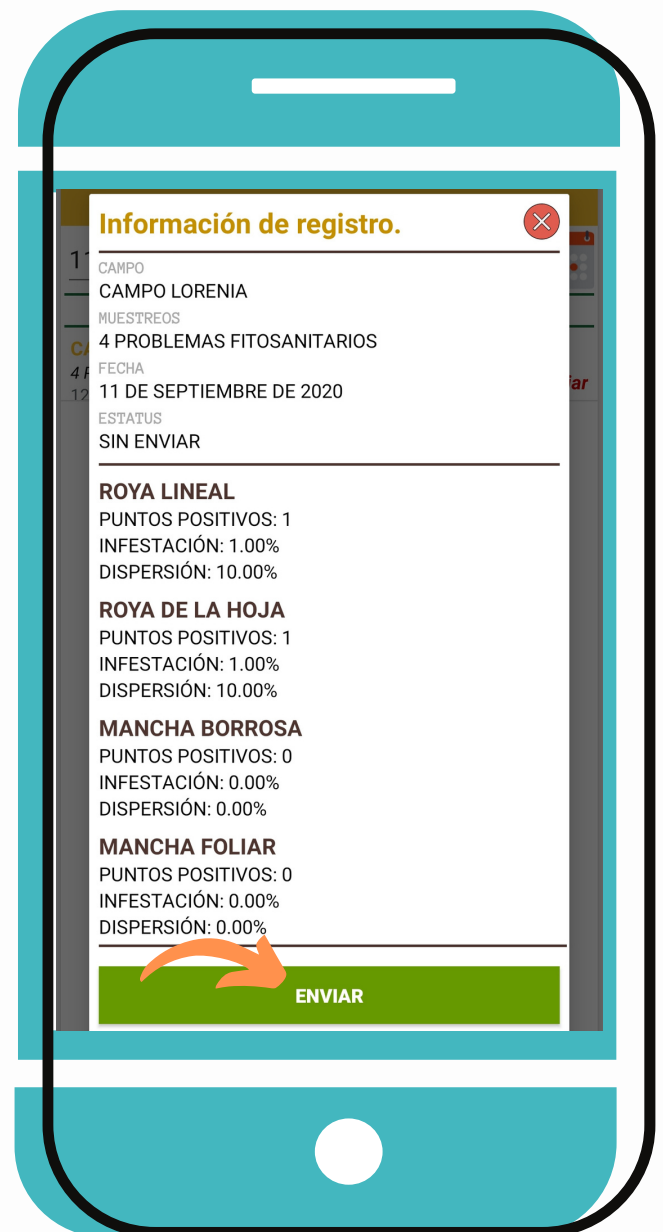 Información de registro.
11
CAMPO
CAMPO LORENIA
MUESTREOS
4 PROBLEMAS FITOSANITARIOS
FECHA
11 DE SEPTIEMBRE DE 2020
ESTATUS
SIN ENVIAR
ROYA LINEAL
PUNTOS POSITIVOS: 1
INFESTACIÓN: 1.00%
DISPERSIÓN: 10.00%
ROYA DE LA HOJA
PUNTOS POSITIVOS: 1
INFESTACIÓN: 1.00%
DISPERSIÓN: 10.00%
MANCHA BORROSA
PUNTOS POSITIVOS: 0
INFESTACIÓN: 0.00%
DISPERSIÓN: 0.00%
MANCHA FOLIAR
PUNTOS POSITIVOS: 0
INFESTACIÓN: 0.00%
DISPERSIÓN: 0.00%
ENVIAR